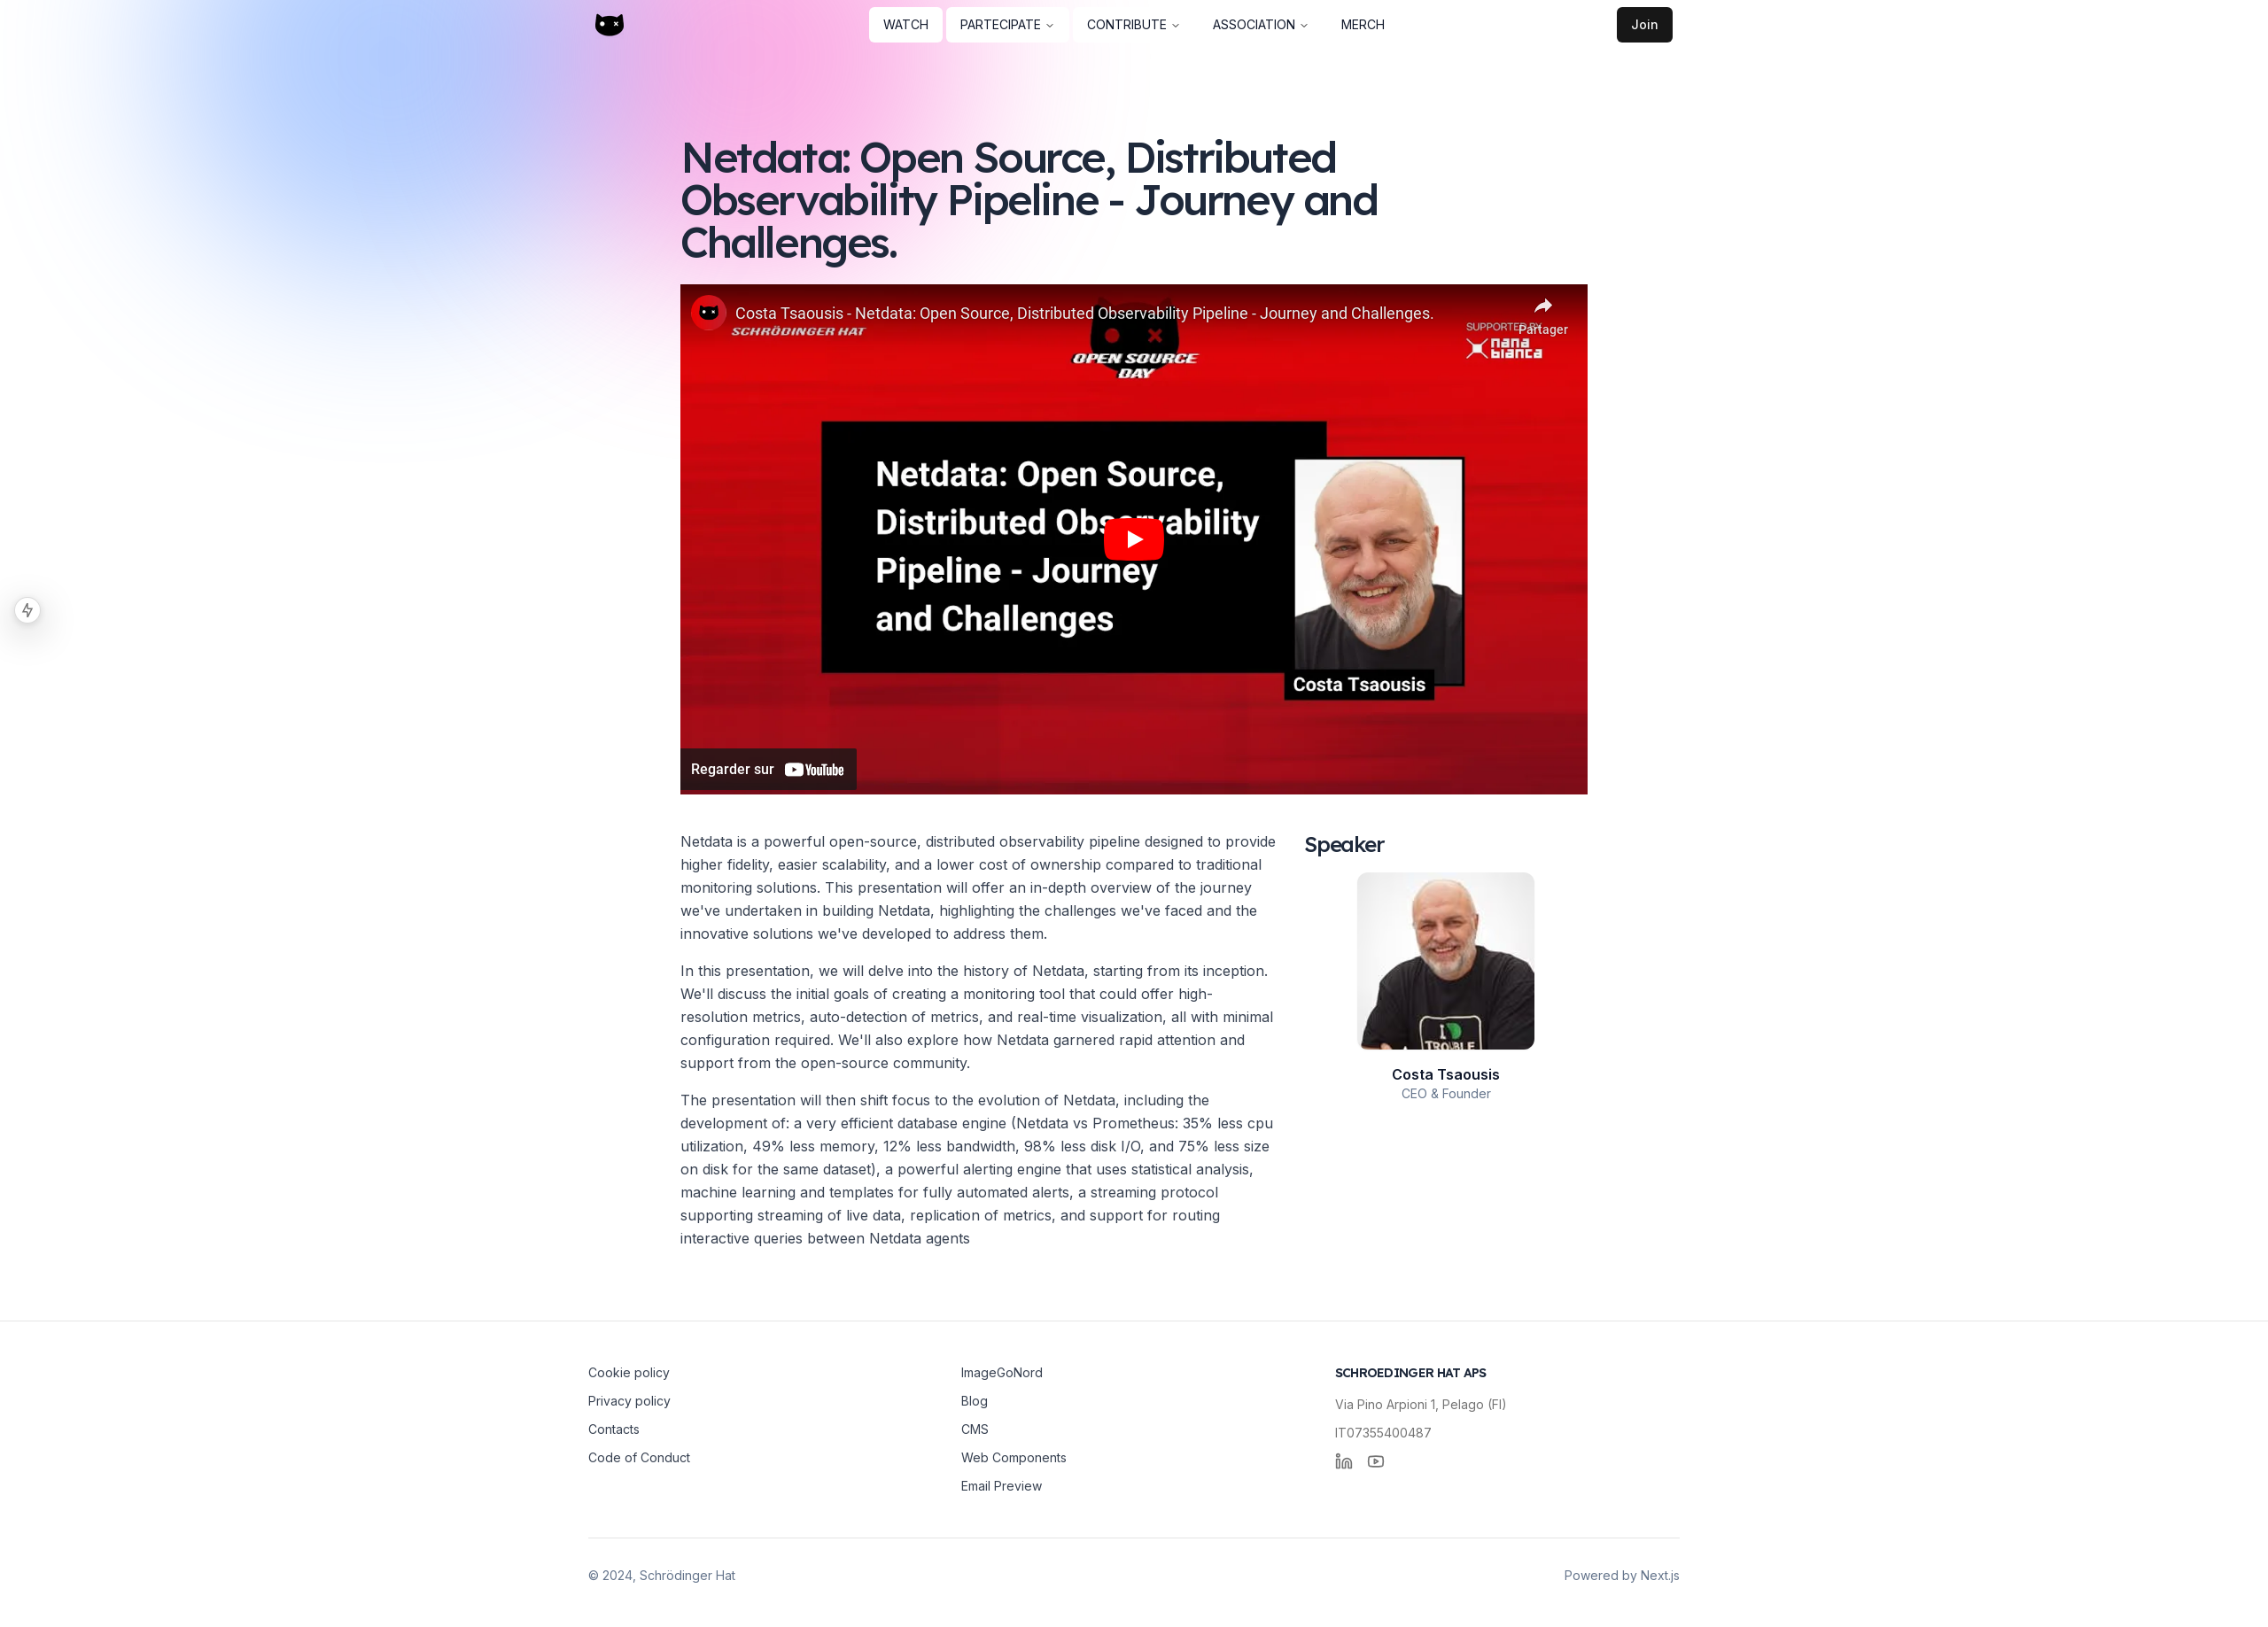 WATCH
PARTECIPATE
CONTRIBUTE
ASSOCIATION
MERCH
Join
Netdata: Open Source, Distributed
Observability Pipeline - Journey and
Challenges.
Costa Tsaousis - Netdata: Open Source, Distributed Observability Pipeline - Journey and Challenges.
Partager
SCHRÖDINGER HAT
OPEN SOURCE
DAY
SUPPORTED BY
nana
bianca
Netdata: Open Source,
Distributed Observability
Pipeline - Journey
and Challenges
Costa Tsaousis
Regarder sur YouTube
Netdata is a powerful open-source, distributed observability pipeline designed to provide
higher fidelity, easier scalability, and a lower cost of ownership compared to traditional
monitoring solutions. This presentation will offer an in-depth overview of the journey
we've undertaken in building Netdata, highlighting the challenges we've faced and the
innovative solutions we've developed to address them.
In this presentation, we will delve into the history of Netdata, starting from its inception.
We'll discuss the initial goals of creating a monitoring tool that could offer high-
resolution metrics, auto-detection of metrics, and real-time visualization, all with minimal
configuration required. We'll also explore how Netdata garnered rapid attention and
support from the open-source community.
The presentation will then shift focus to the evolution of Netdata, including the
development of: a very efficient database engine (Netdata vs Prometheus: 35% less cpu
utilization, 49% less memory, 12% less bandwidth, 98% less disk I/O, and 75% less size
on disk for the same dataset), a powerful alerting engine that uses statistical analysis,
machine learning and templates for fully automated alerts, a streaming protocol
supporting streaming of live data, replication of metrics, and support for routing
interactive queries between Netdata agents
Speaker
I
TROUBLE
Costa Tsaousis
CEO & Founder
Cookie policy
Privacy policy
Contacts
Code of Conduct
ImageGoNord
Blog
CMS
Web Components
Email Preview
SCHROEDINGER HAT APS
Via Pino Arpioni 1, Pelago (FI)
IT07355400487
© 2024, Schrödinger Hat
Powered by Next.js